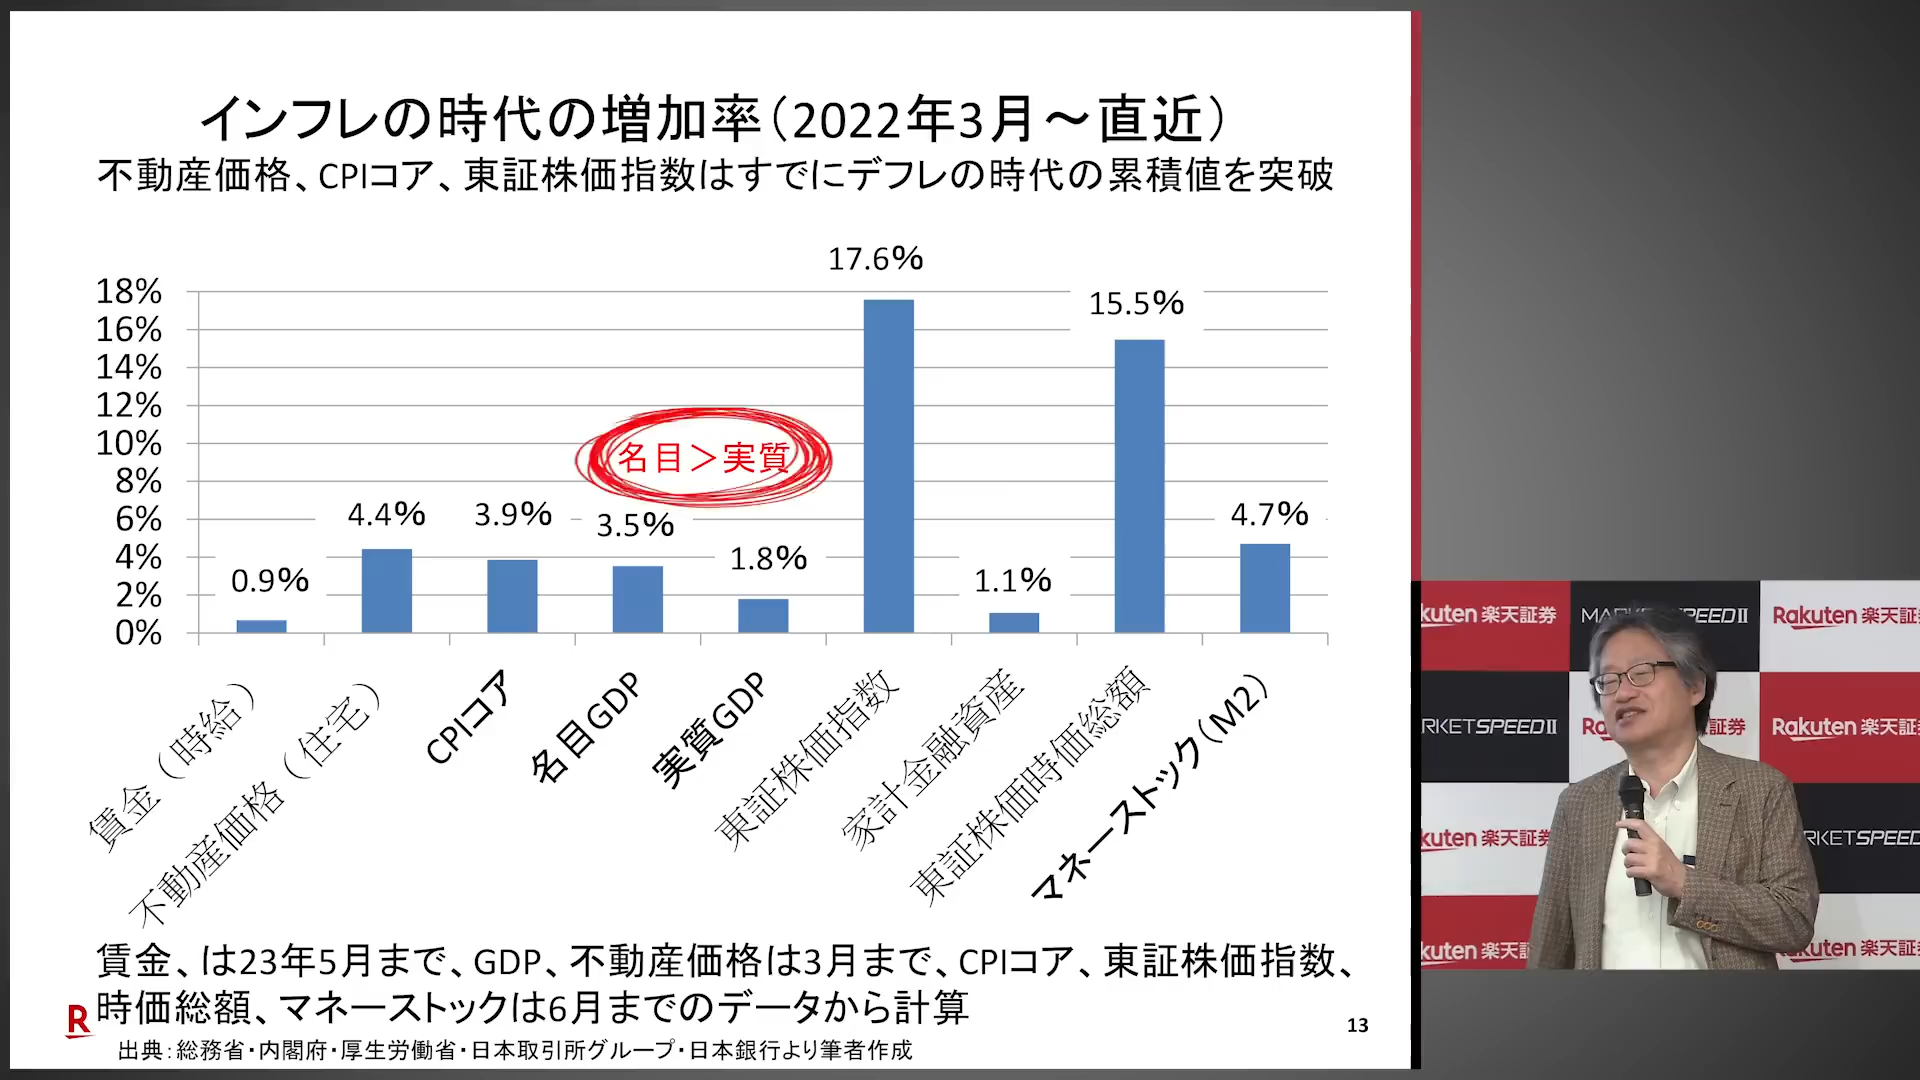 インフレの時代の増加率（2022年3月～直近）
不動産価格、CPIコア、東証株価指数はすでにデフレの時代の累積値を突破
18%
16%
14%
12%
10%
8%
6%
4%
2%
0%
0.9%
4.4%
3.9%
3.5%
1.8%
17.6%
1.1%
15.5%
4.7%
名目＞実質
賃金（時給）
不動産価格（住宅）
CPIコア
名目GDP
実質GDP
東証株価指数
家計金融資産
東証株価時価総額
マネーストック（M2）
賃金、は23年5月まで、GDP、不動産価格は3月まで、CPIコア、東証株価指数、
時価総額、マネーストックは6月までのデータから計算
R
出典：総務省・内閣府・厚生労働省・日本取引所グループ・日本銀行より筆者作成
13
kuten 楽天証券
MARKETSPEEDⅡ
Rakuten 楽天証
RKETSPEEDⅡ
Ra
証券
Rakuten 楽天証
kuten 楽天証券
RKETSPEED
kuten 楽天証
kuten 楽天証